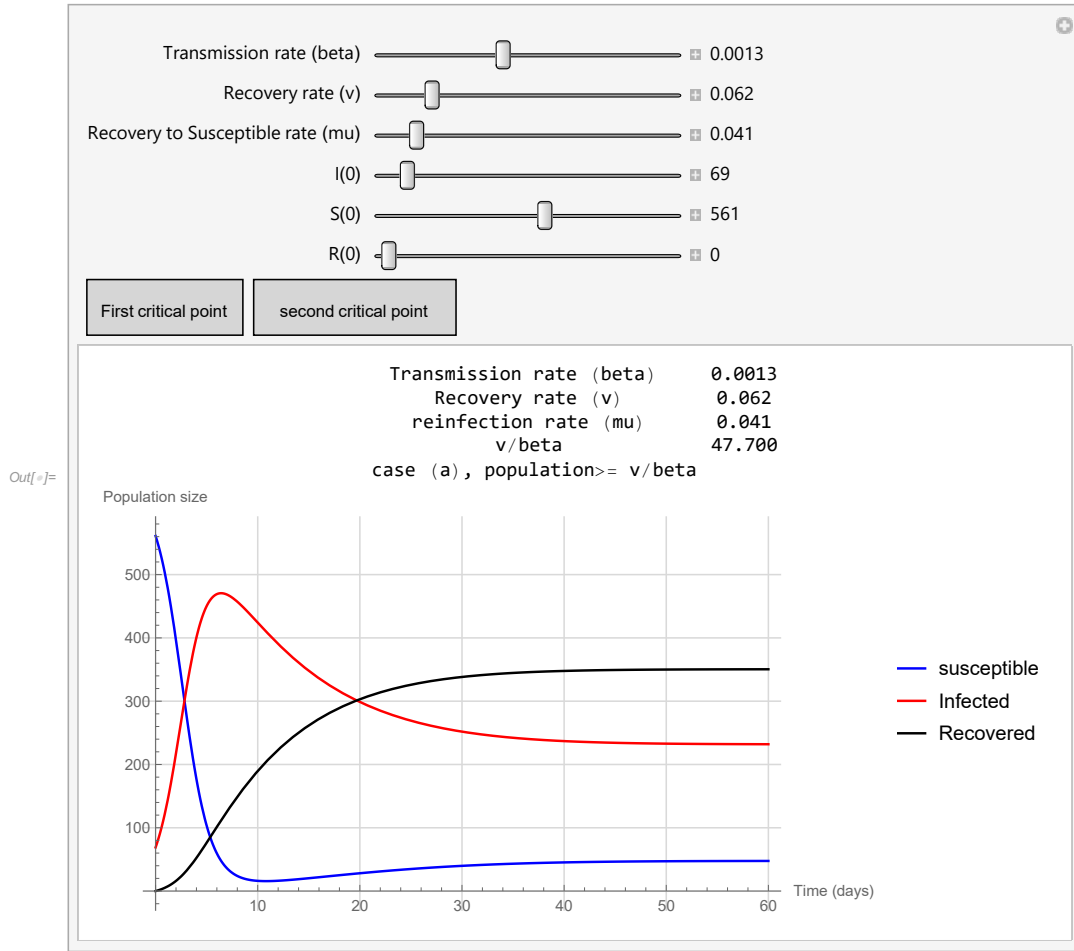 Transmission rate (beta) 0.0013
Recovery rate (v) 0.062
Recovery to Susceptible rate (mu) 0.041
I(0) 69
S(0) 561
R(0) 0
First critical point second critical point
Out[•]=
Transmission rate (beta) 0.0013
Recovery rate (v) 0.062
reinfection rate (mu) 0.041
v/beta 47.700
case (a), population>= v/beta
Population size
500
400
300
200
100
10 20 30 40 50 60
Time (days)
susceptible
Infected
Recovered